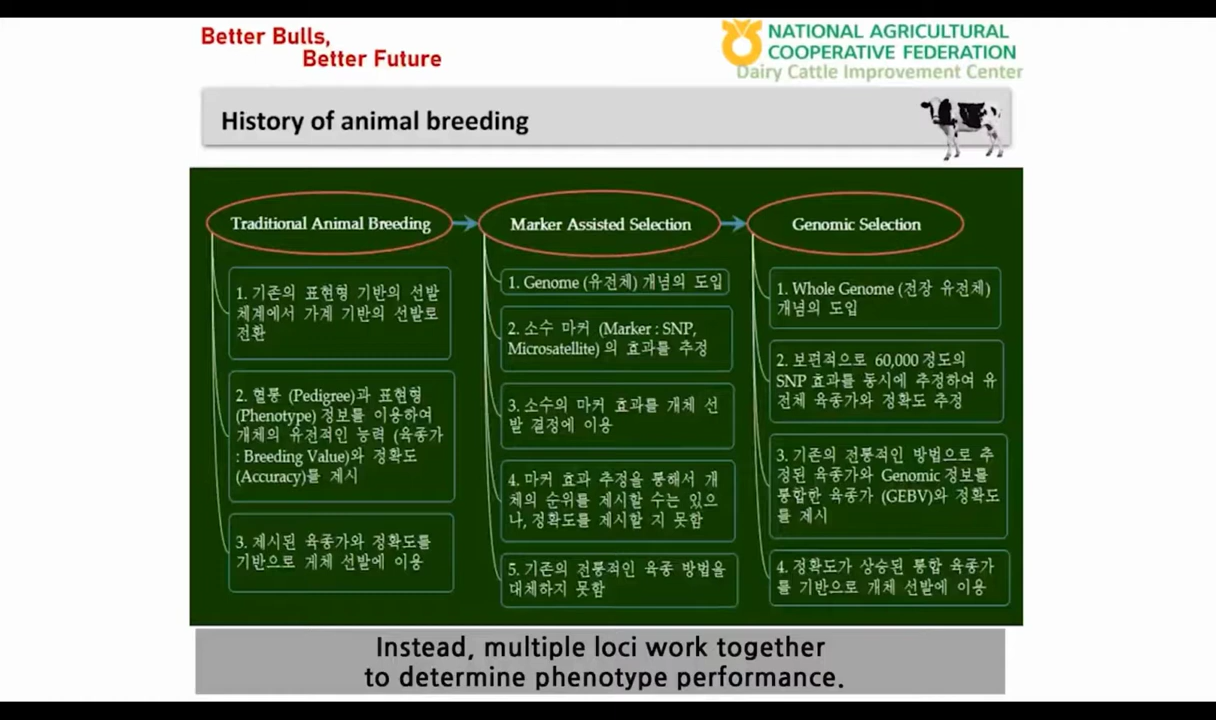 Better Bulls,
Better Future
NATIONAL AGRICULTURAL
COOPERATIVE FEDERATION
Dairy Cattle Improvement Center
History of animal breeding
Traditional Animal Breeding
1. 기존의 표현형 기반의 선발
체계에서 가계 기반의 선발로
전환
2. 혈통 (Pedigree)과 표현형
(Phenotype) 정보를 이용하여
개체의 유전적인 능력 (육종가
: Breeding Value)와 정확도
(Accuracy)를 제시
3. 제시된 육종가와 정확도를
기반으로 게체 선발에 이용
Marker Assisted Selection
1. Genome (유전체) 개념의 도입
2. 소수 마커 (Marker : SNP,
Microsatellite) 의 효과를 추정
3. 소수의 마커 효과를 개체 선
발 결정에 이용
4. 마커 효과 추정을 통해서 개
체의 순위를 제시할 수는 있으
나, 정확도를 제시할 지 못함
5. 기존의 전통적인 육종 방법을
대체하지 못함
Genomic Selection
1. Whole Genome (전장 유전체)
개념의 도입
2. 보편적으로 60,000 정도의
SNP 효과를 동시에 추정하여 유
전체 육종가와 정확도 추정
3. 기존의 전통적인 방법으로 추
정된 육종가와 Genomic 정보를
통합한 육종가 (GEBV)와 정확도
를 제시
4. 정확도가 상승된 통합 육종가
를 기반으로 개체 선발에 이용
Instead, multiple loci work together
to determine phenotype performance.